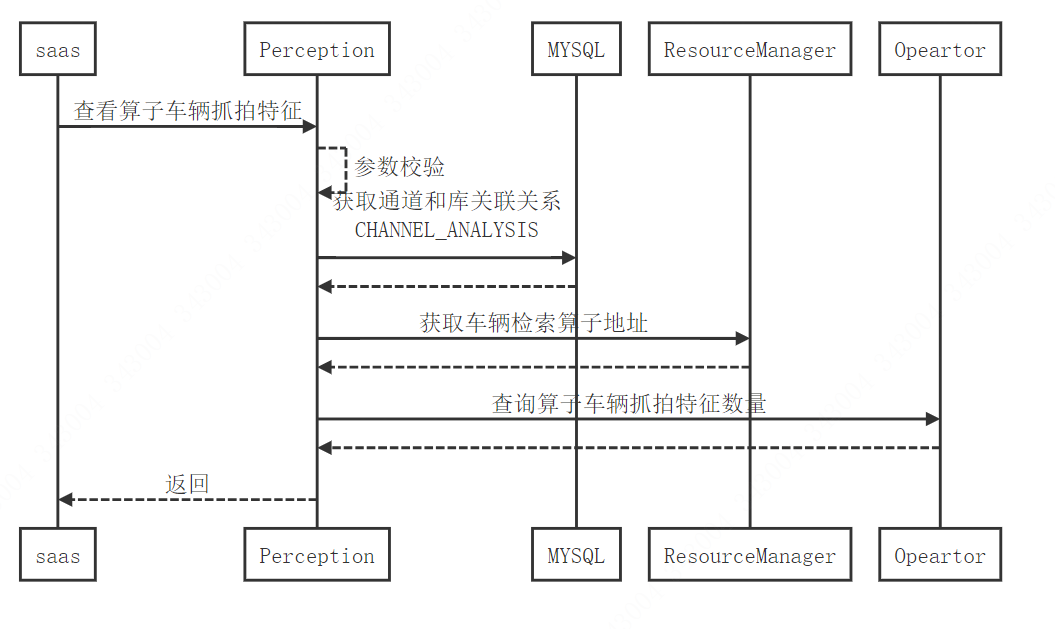 saas
Perception
MYSQL
ResourceManager
Opeartor
查看算子车辆抓拍特征
参数校验
获取通道和库关联关系
CHANNEL_ANALYSIS
获取车辆检索算子地址
查询算子车辆抓拍特征数量
返回
saas
Perception
MYSQL
ResourceManager
Opeartor